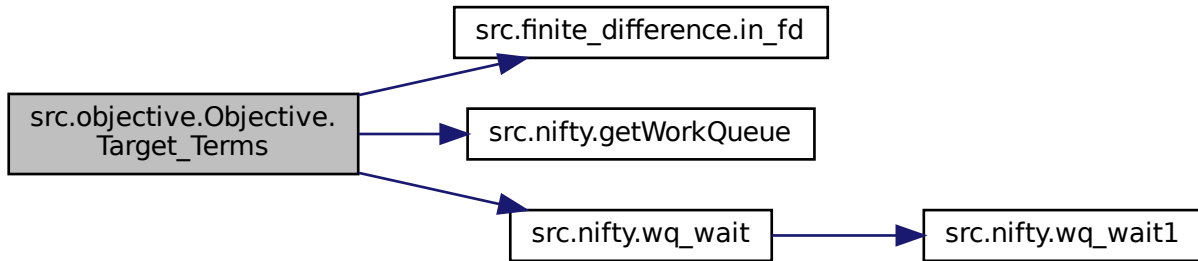 src.finite_difference.in_fd
src.objective.Objective.
Target_Terms
src.nifty.getWorkQueue
src.nifty.wq_wait
src.nifty.wq_wait1